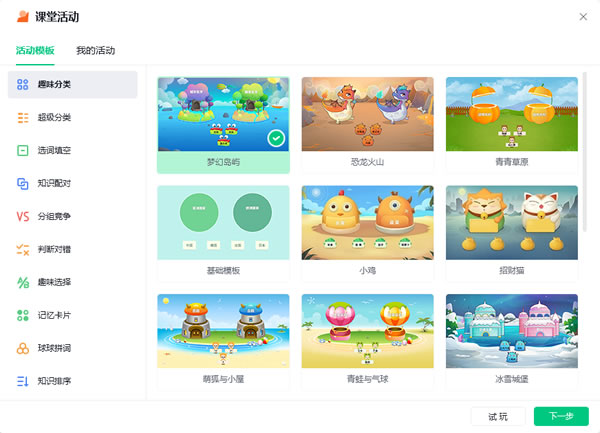 课堂活动
活动模板
我的活动
趣味分类
超级分类
选词填空
知识配对
VS 分组竞争
判断对错
趣味选择
记忆卡片
球球拼词
知识排序
梦幻岛屿
恐龙火山
青青草原
基础模板
小鸡
招财猫
萌狐与小屋
青蛙与气球
冰雪城堡
试玩
下一步